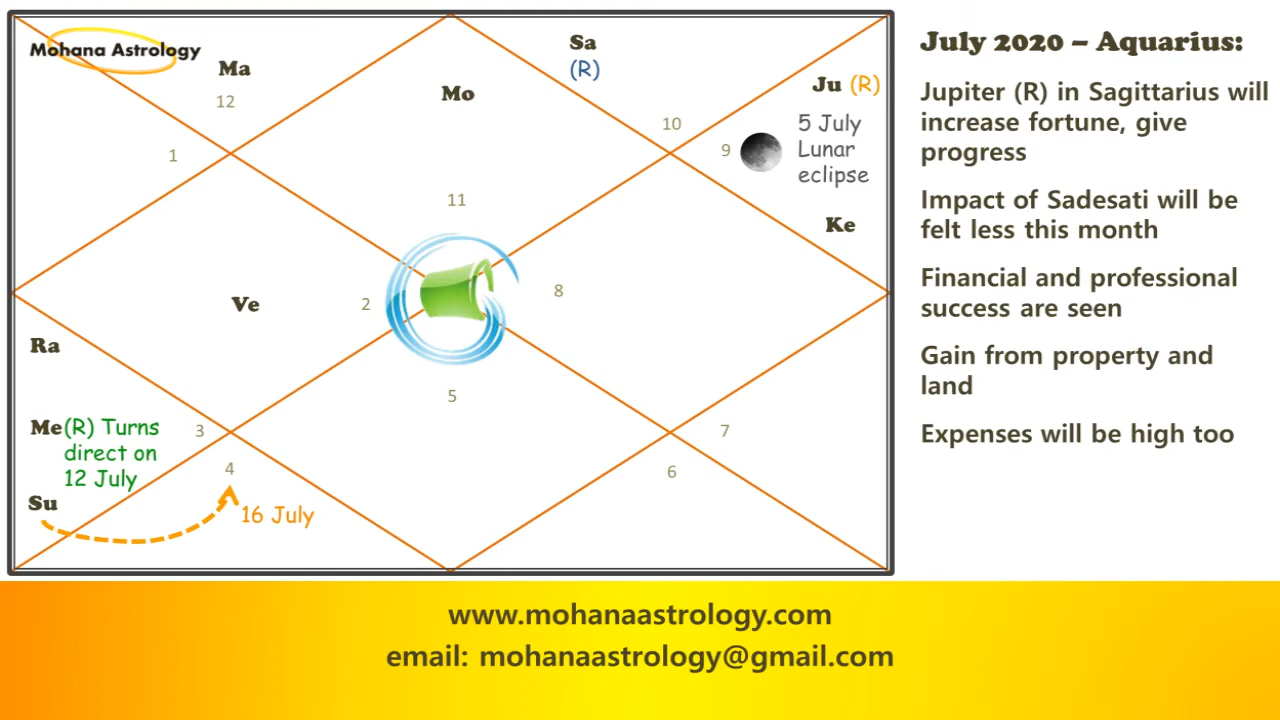 Mohana Astrology
Ma
12
1
Mo
11
Sa
(R)
10
Ju (R)
9
5 July
Lunar
eclipse
Ke
Ve
2
8
Ra
Me (R) Turns
direct on
12 July
3
Su
4
16 July
5
7
6
July 2020 – Aquarius:
Jupiter (R) in Sagittarius will
increase fortune, give
progress
Impact of Sadesati will be
felt less this month
Financial and professional
success are seen
Gain from property and
land
Expenses will be high too
www.mohanaastrology.com
email: mohanaastrology@gmail.com